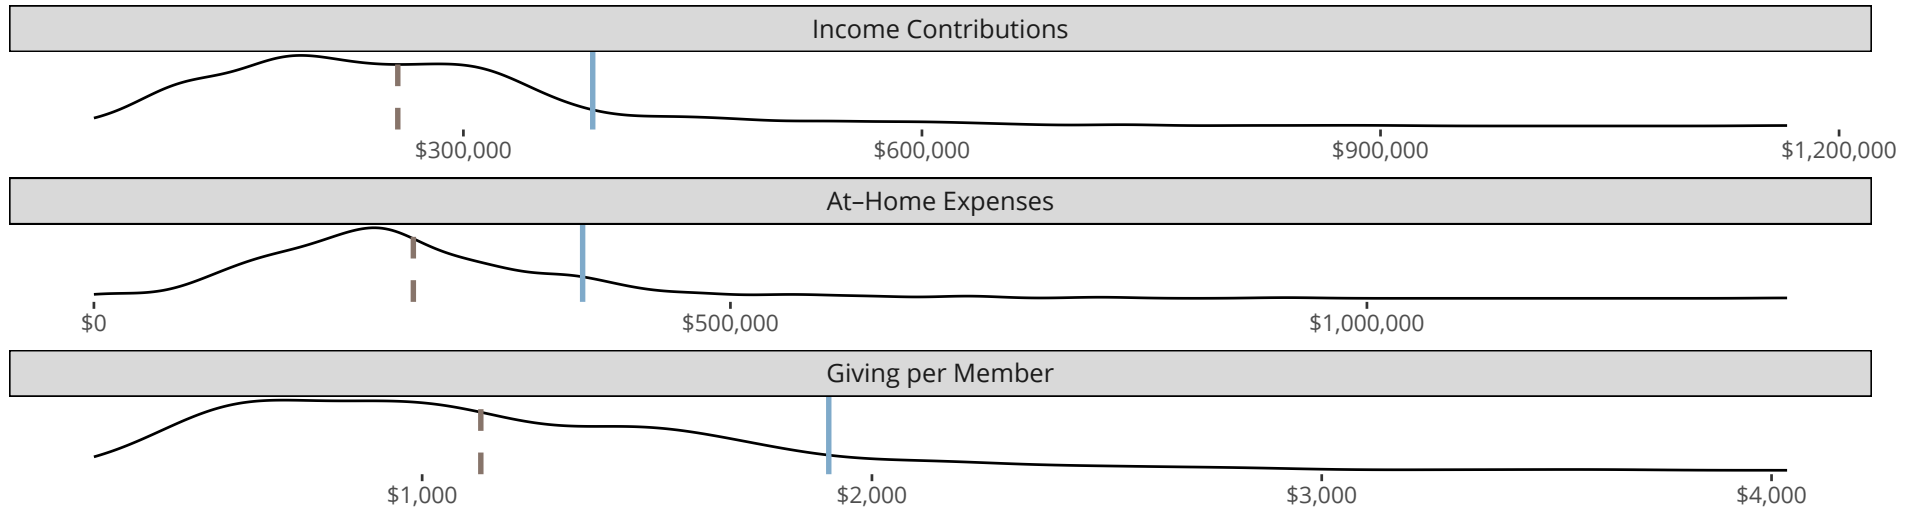 Income Contributions
$300,000 $600,000 $900,000 $1,200,000
At–Home Expenses
$0 $500,000 $1,000,000
Giving per Member
$1,000 $2,000 $3,000 $4,000